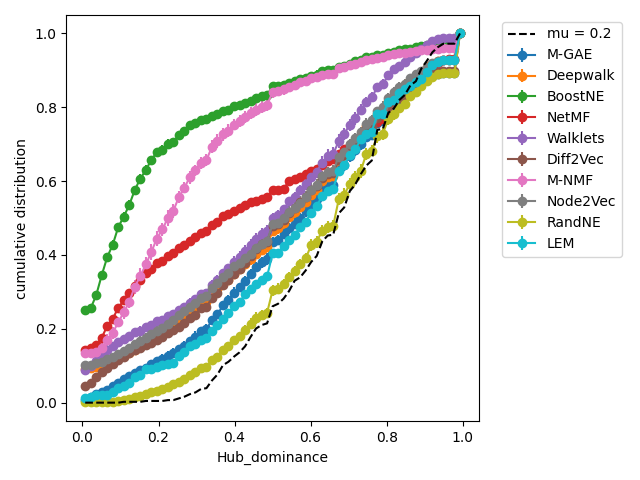 1.0
0.8
0.6
0.4
0.2
0.0
cumulative distribution
0.0 0.2 0.4 0.6 0.8 1.0
Hub_dominance
mu = 0.2
M-GAE
Deepwalk
BoostNE
NetMF
Walklets
Diff2Vec
M-NMF
Node2Vec
RandNE
LEM